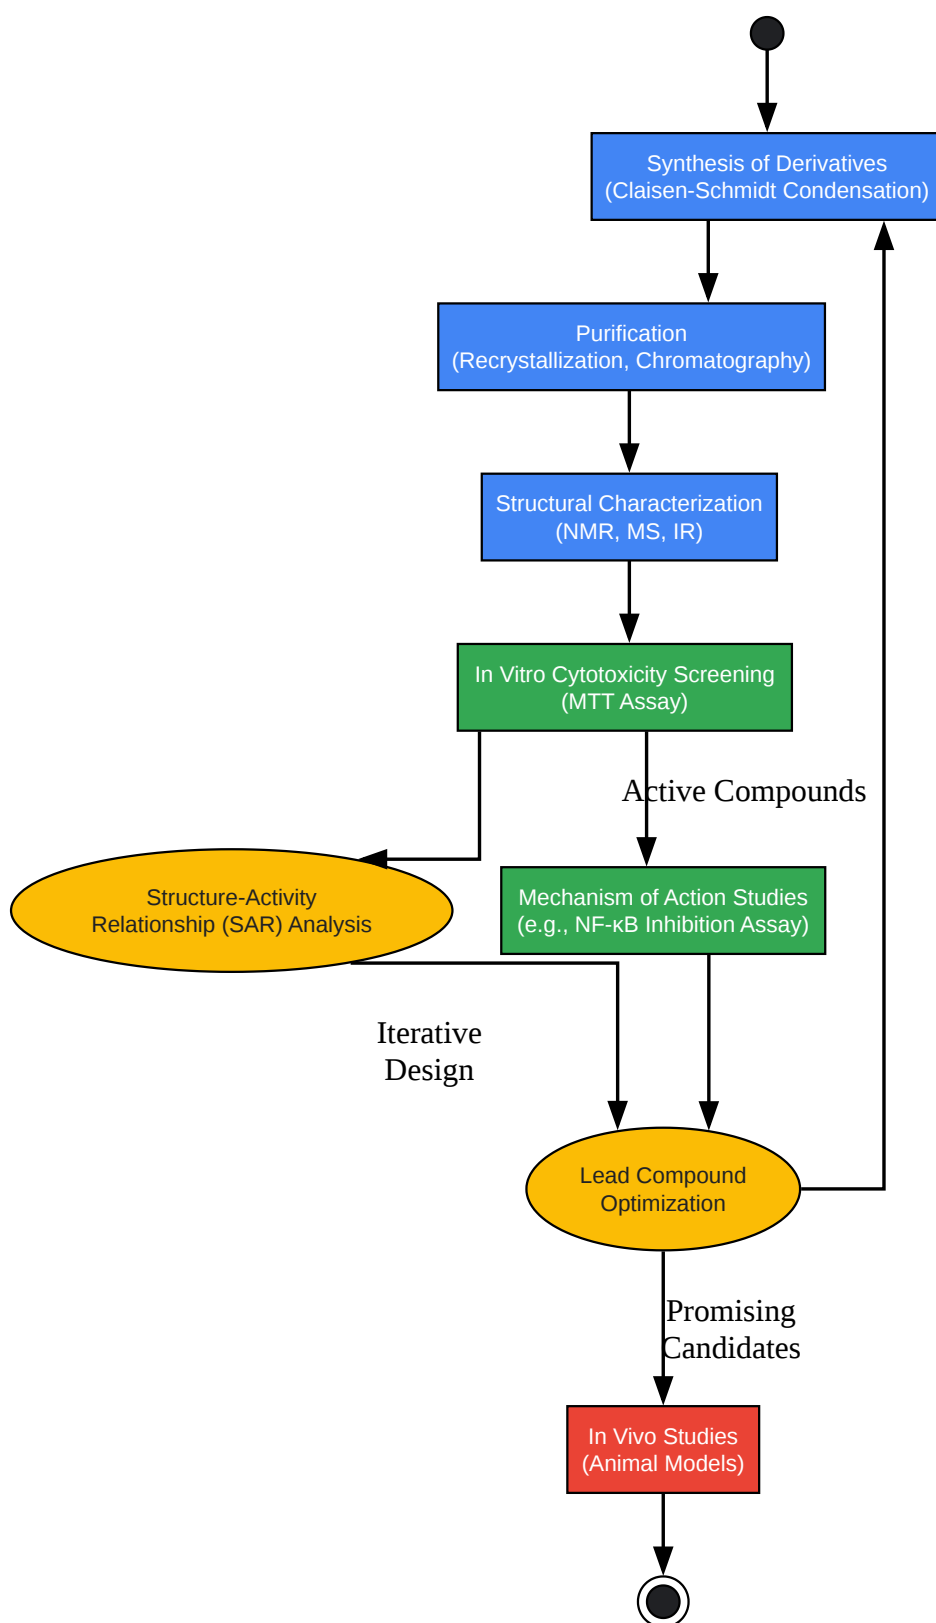 Synthesis of Derivatives
(Claisen-Schmidt Condensation)
Purification
(Recrystallization, Chromatography)
Structural Characterization
(NMR, MS, IR)
In Vitro Cytotoxicity Screening
(MTT Assay)
Active Compounds
Structure-Activity
Relationship (SAR) Analysis
Mechanism of Action Studies
(e.g., NF-κB Inhibition Assay)
Iterative
Design
Lead Compound
Optimization
Promising
Candidates
In Vivo Studies
(Animal Models)